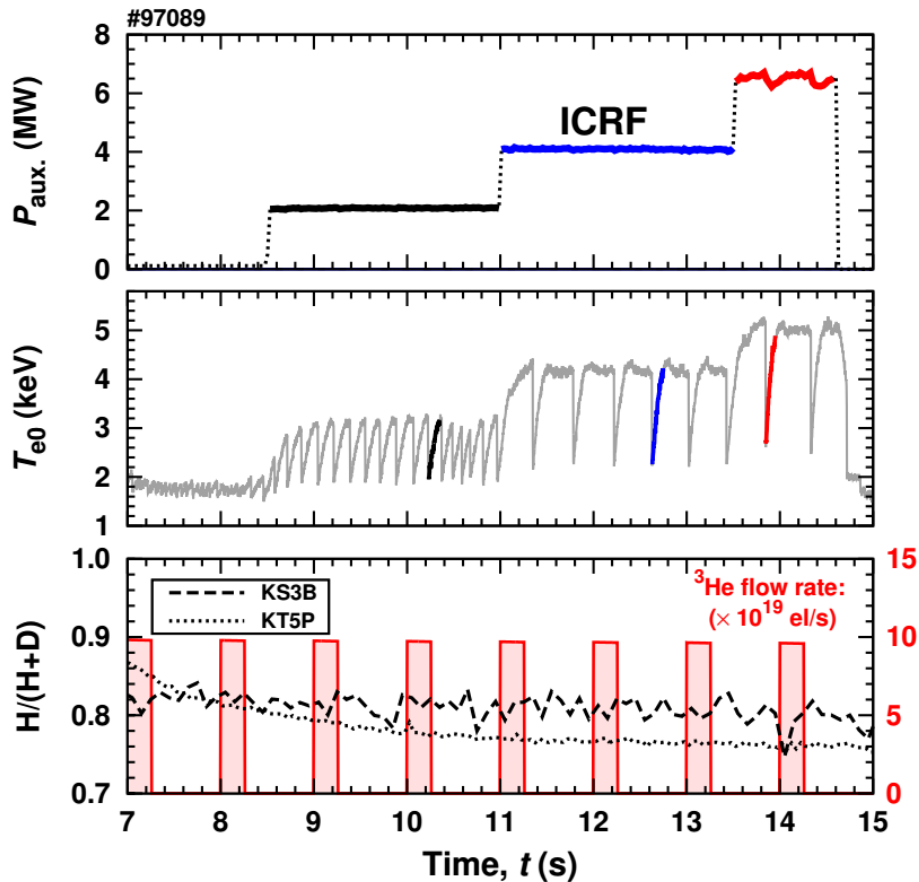 #97089
8
6
4
2
0
P_aux. (MW)
ICRF
5
4
3
2
1
T_e0 (keV)
1.0
0.9
0.8
0.7
H/(H+D)
KS3B
KT5P
³He flow rate:
(× 10¹⁹ el/s)
15
10
5
0
7 8 9 10 11 12 13 14 15
Time, t (s)